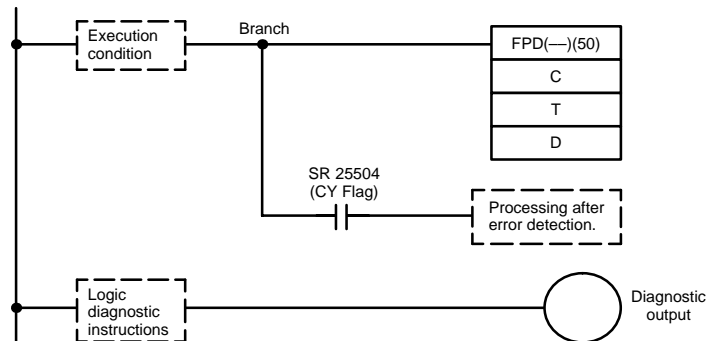 Execution
condition
Branch
FPD(––)(50)
C
T
D
SR 25504
(CY Flag)
Processing after
error detection.
Logic
diagnostic
instructions
Diagnostic
output